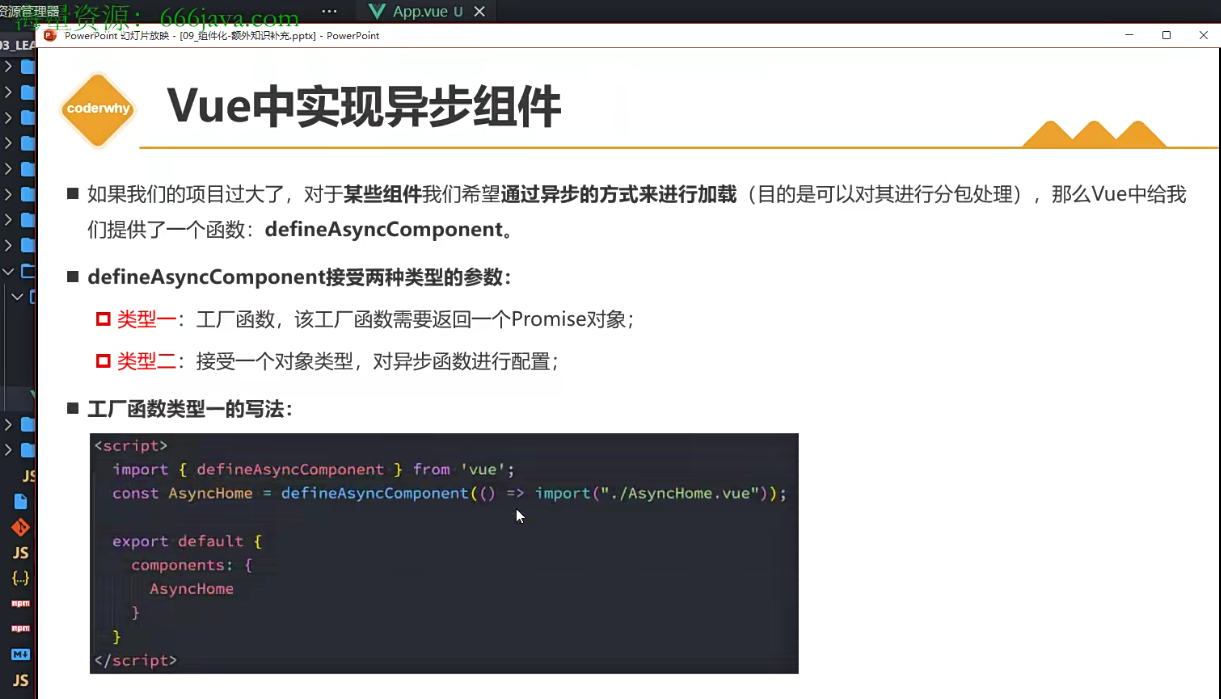 资源管理器
海量资源：666java.com
··· App.vue U
03_LEA
PowerPoint 幻灯片放映 - [09_组件化-额外知识补充.pptx] - PowerPoint
coderwhy
Vue中实现异步组件
如果我们的项目过大了，对于某些组件我们希望通过异步的方式来进行加载（目的是可以对其进行分包处理），那么Vue中给我
们提供了一个函数：defineAsyncComponent。
defineAsyncComponent接受两种类型的参数：
类型一：工厂函数，该工厂函数需要返回一个Promise对象；
类型二：接受一个对象类型，对异步函数进行配置；
工厂函数类型一的写法：
<script>
import { defineAsyncComponent } from 'vue';
const AsyncHome = defineAsyncComponent(() => import("./AsyncHome.vue"));
export default {
components: {
AsyncHome
}
}
</script>
JS
JS
{..}
npm
npm
M↓
JS